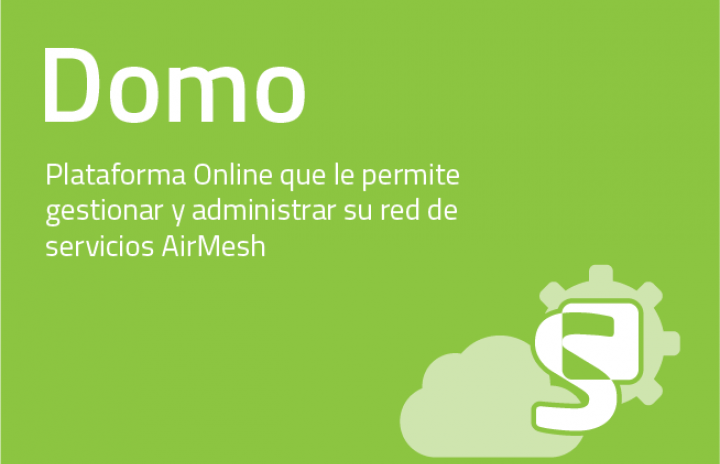 Domo
Plataforma Online que le permite
gestionar y administrar su red de
servicios AirMesh